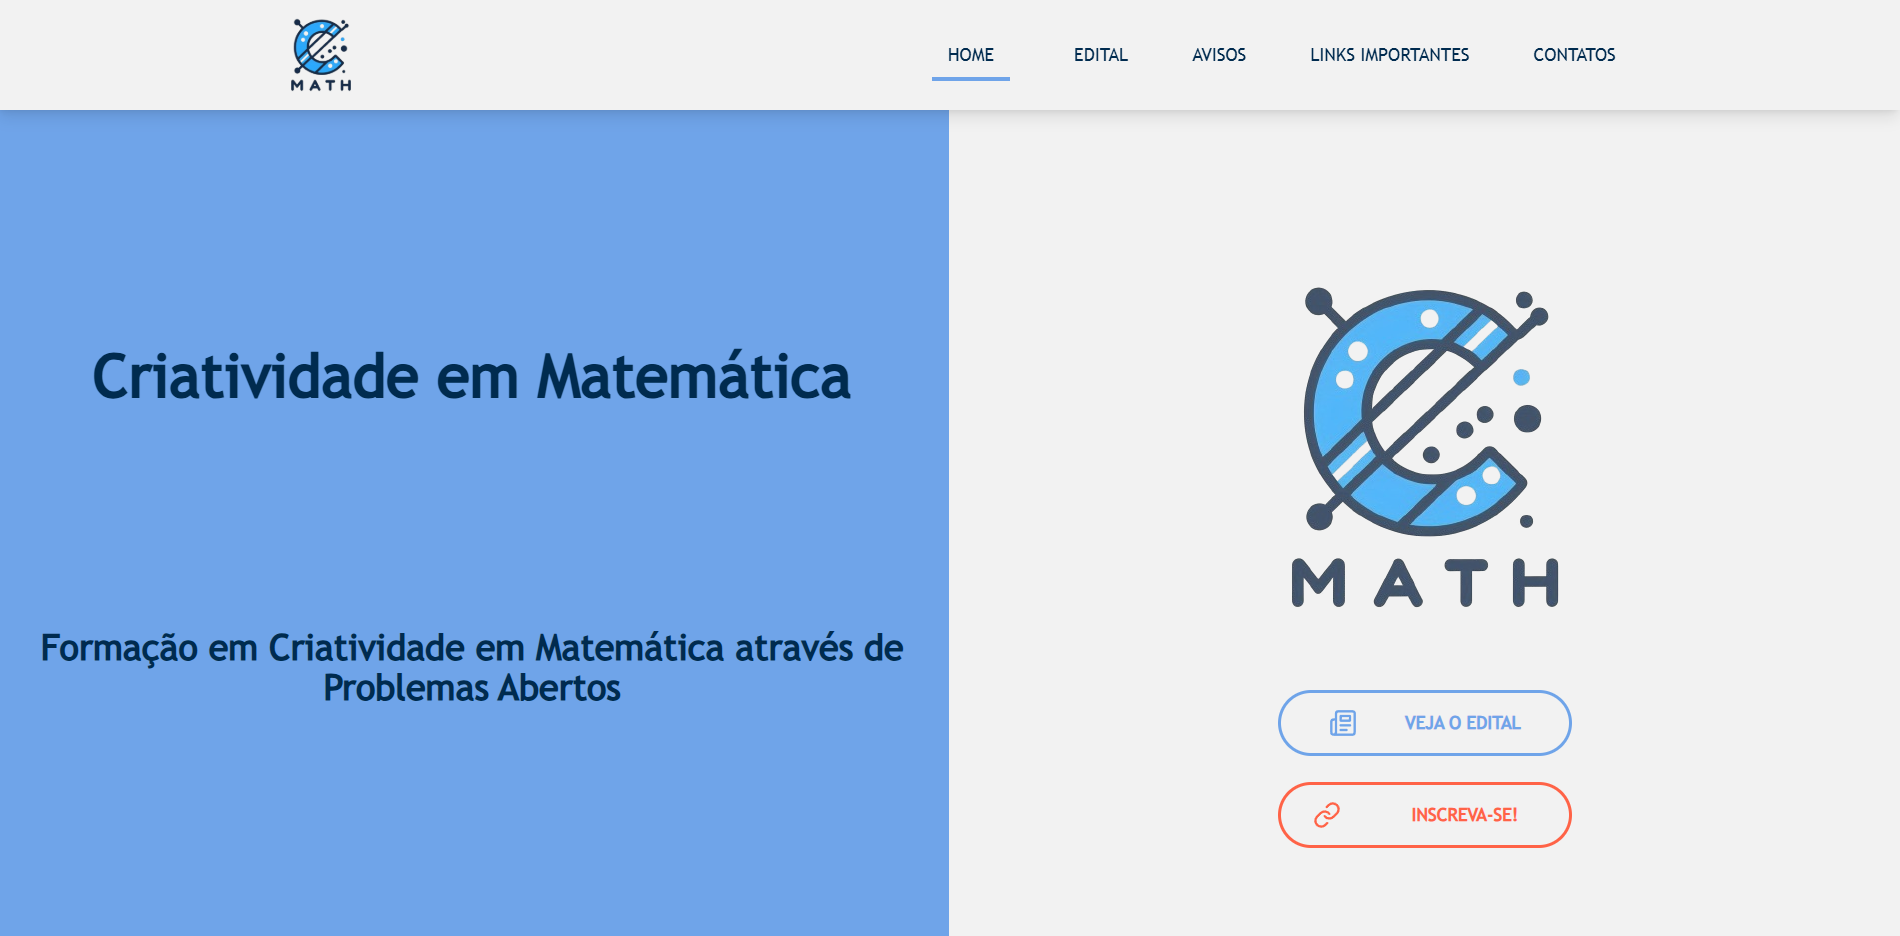 MATH
HOME
EDITAL
AVISOS
LINKS IMPORTANTES
CONTATOS
Criatividade em Matemática
Formação em Criatividade em Matemática através de
Problemas Abertos
MATH
VEJA O EDITAL
INSCREVA-SE!